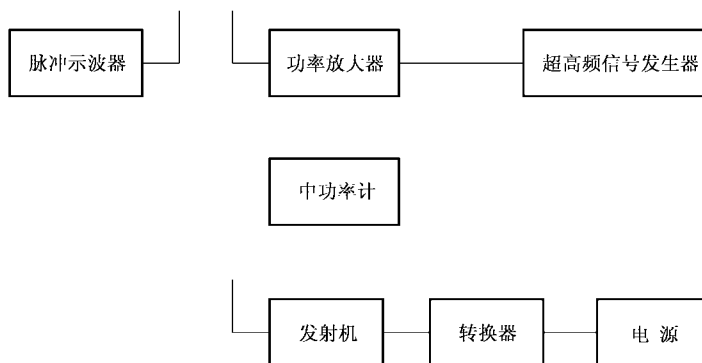 脉冲示波器
功率放大器
超高频信号发生器
中功率计
发射机
转换器
电 源